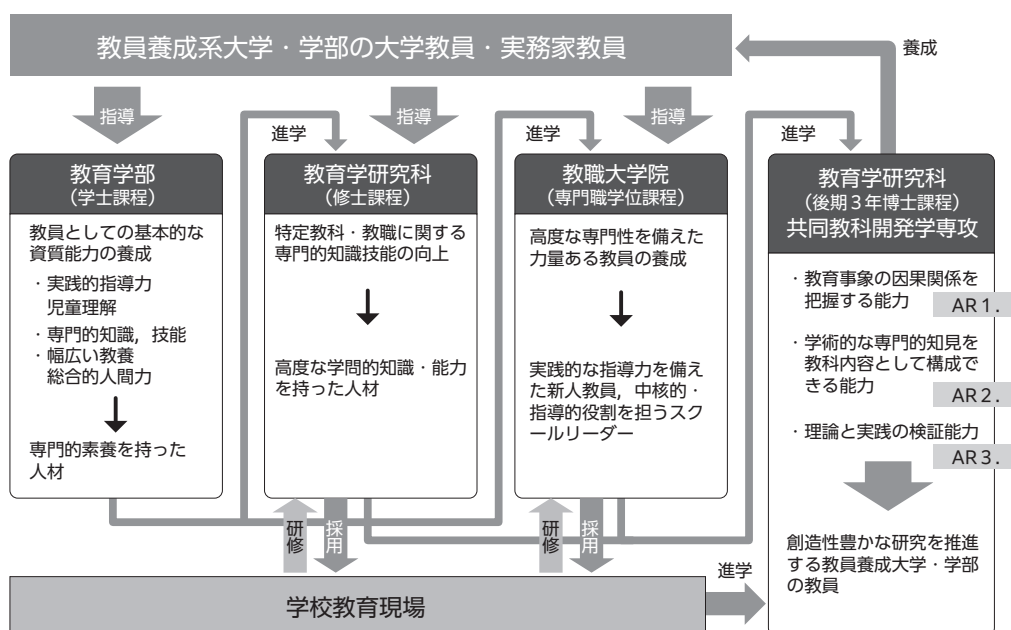 教員養成系大学・学部の大学教員・実務家教員
養成
指導
指導
指導
進学
進学
進学
教育学部
（学士課程）
教員としての基本的な
資質能力の養成
・実践的指導力
児童理解
・専門的知識，技能
・幅広い教養
総合的人間力
専門的素養を持った
人材
教育学研究科
（修士課程）
特定教科・教職に関する
専門的知識技能の向上
高度な学問的知識・能力
を持った人材
教職大学院
（専門職学位課程）
高度な専門性を備えた
力量ある教員の養成
実践的な指導力を備え
た新人教員，中核的・
指導的役割を担うスク
ールリーダー
教育学研究科
（後期３年博士課程）
共同教科開発学専攻
・教育事象の因果関係を
把握する能力
AR１．
・学術的な専門的知見を
教科内容として構成で
きる能力
AR２．
・理論と実践の検証能力
AR３．
創造性豊かな研究を推進
する教員養成大学・学部
の教員
研修
採用
研修
採用
進学
学校教育現場